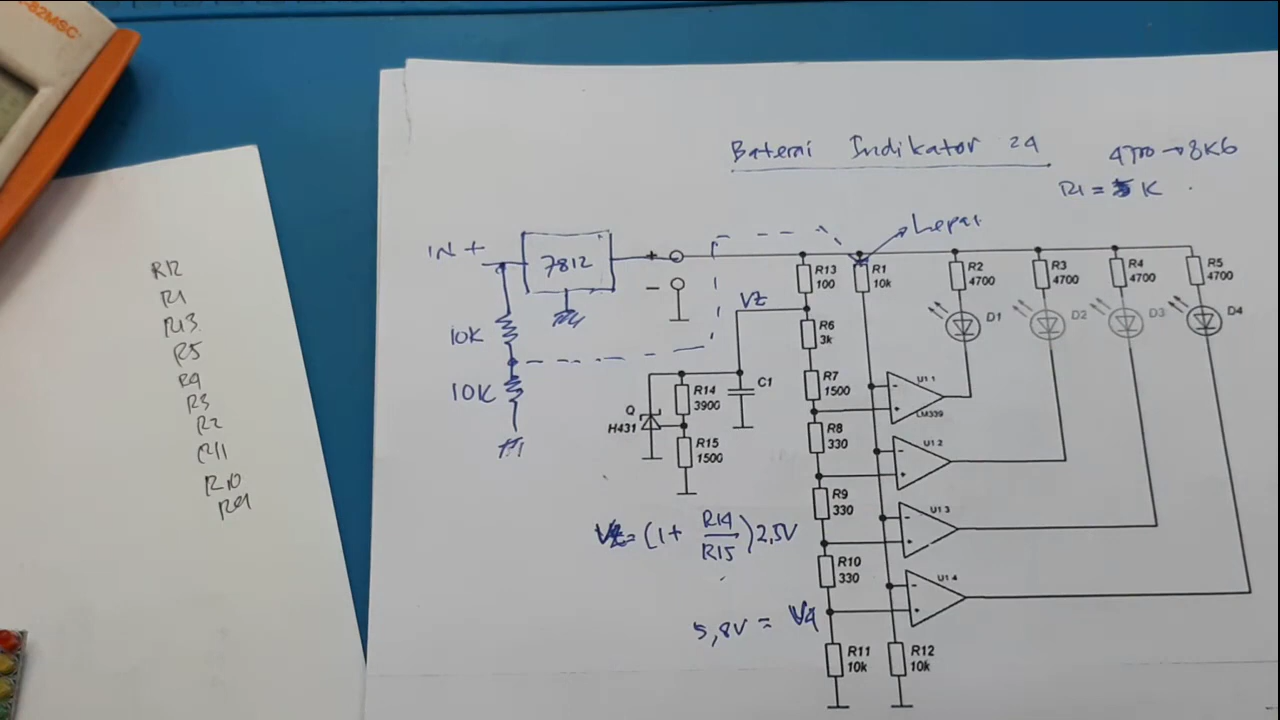 -82MSC
Baterai Indikator 24
4700 → 8K6
R1 = 5K
IN +
7812
+
-
Lepas
10K
10K
VZ
R13
100
R1
10k
R2
4700
R3
4700
R4
4700
R5
4700
D1
D2
D3
D4
R6
3k
R7
1500
R8
330
R9
330
R10
330
R11
10k
R12
10k
Q
H431
R14
3900
R15
1500
C1
U1 1
LM339
U1 2
U1 3
U1 4
VZ = (1 + R14/R15) 2,5V
5,8V = V4
R12
R1
R13
R5
R4
R3
R2
R11
R10
R9